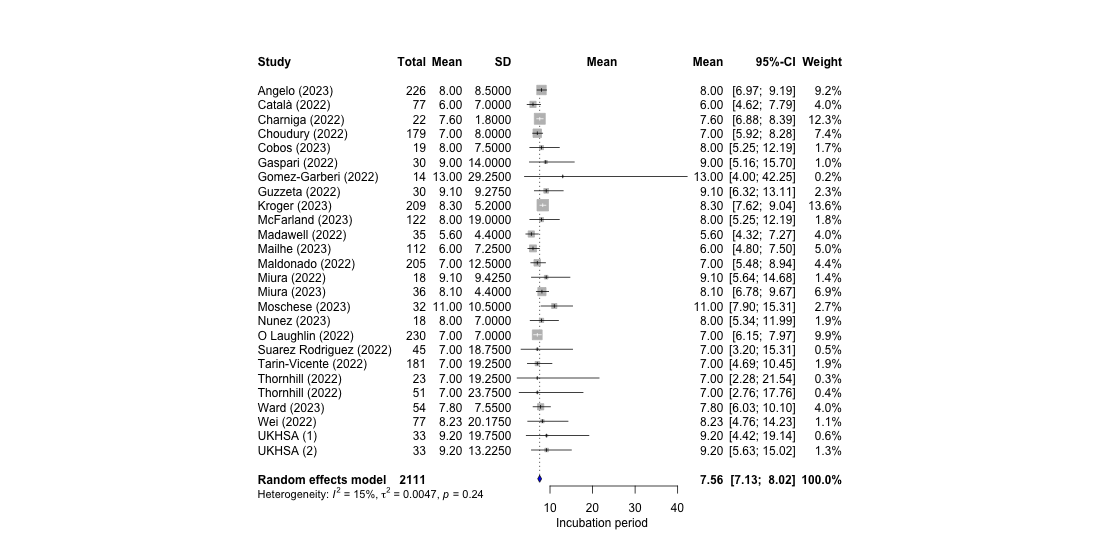 Study Total Mean SD Mean Mean 95%-CI Weight
Angelo (2023) 226 8.00 8.5000 8.00 [6.97; 9.19] 9.2%
Català (2022) 77 6.00 7.0000 6.00 [4.62; 7.79] 4.0%
Charniga (2022) 22 7.60 1.8000 7.60 [6.88; 8.39] 12.3%
Choudury (2022) 179 7.00 8.0000 7.00 [5.92; 8.28] 7.4%
Cobos (2023) 19 8.00 7.5000 8.00 [5.25; 12.19] 1.7%
Gaspari (2022) 30 9.00 14.0000 9.00 [5.16; 15.70] 1.0%
Gomez-Garberi (2022) 14 13.00 29.2500 13.00 [4.00; 42.25] 0.2%
Guzzeta (2022) 30 9.10 9.2750 9.10 [6.32; 13.11] 2.3%
Kroger (2023) 209 8.30 5.2000 8.30 [7.62; 9.04] 13.6%
McFarland (2023) 122 8.00 19.0000 8.00 [5.25; 12.19] 1.8%
Madawell (2022) 35 5.60 4.4000 5.60 [4.32; 7.27] 4.0%
Mailhe (2023) 112 6.00 7.2500 6.00 [4.80; 7.50] 5.0%
Maldonado (2022) 205 7.00 12.5000 7.00 [5.48; 8.94] 4.4%
Miura (2022) 18 9.10 9.4250 9.10 [5.64; 14.68] 1.4%
Miura (2023) 36 8.10 4.4000 8.10 [6.78; 9.67] 6.9%
Moschese (2023) 32 11.00 10.5000 11.00 [7.90; 15.31] 2.7%
Nunez (2023) 18 8.00 7.0000 8.00 [5.34; 11.99] 1.9%
O Laughlin (2022) 230 7.00 7.0000 7.00 [6.15; 7.97] 9.9%
Suarez Rodriguez (2022) 45 7.00 18.7500 7.00 [3.20; 15.31] 0.5%
Tarin-Vicente (2022) 181 7.00 19.2500 7.00 [4.69; 10.45] 1.9%
Thornhill (2022) 23 7.00 19.2500 7.00 [2.28; 21.54] 0.3%
Thornhill (2022) 51 7.00 23.7500 7.00 [2.76; 17.76] 0.4%
Ward (2023) 54 7.80 7.5500 7.80 [6.03; 10.10] 4.0%
Wei (2022) 77 8.23 20.1750 8.23 [4.76; 14.23] 1.1%
UKHSA (1) 33 9.20 19.7500 9.20 [4.42; 19.14] 0.6%
UKHSA (2) 33 9.20 13.2250 9.20 [5.63; 15.02] 1.3%
Random effects model 2111 7.56 [7.13; 8.02] 100.0%
Heterogeneity: I² = 15%, τ² = 0.0047, p = 0.24
10 20 30 40
Incubation period